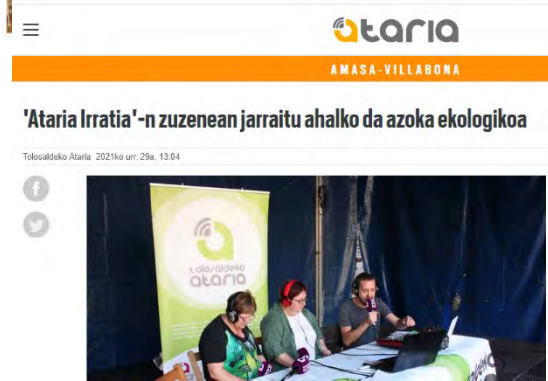 ataria
AMASA-VILLABONA
'Ataria Irratia'-n zuzenean jarraitu ahalko da azoka ekologikoa
Tolosaldeko Ataria 2021ko urr. 29a, 13:04
tolosaldeko
ataria